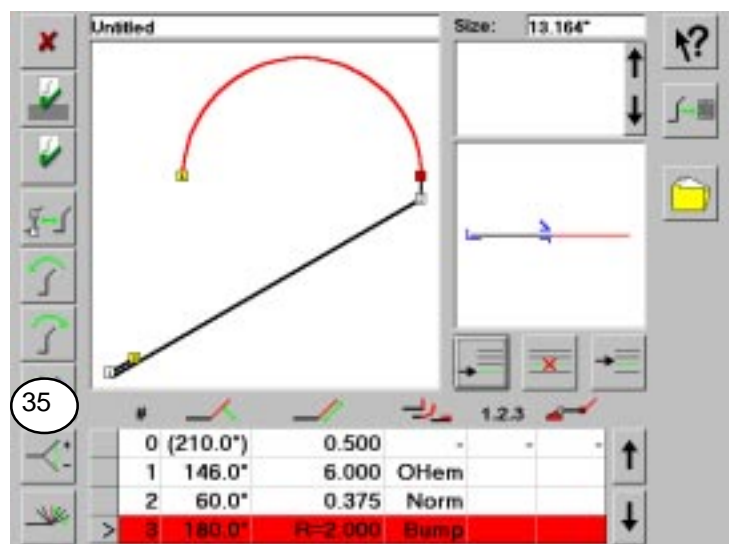 Untitled
Size: 13.164"
?
35
# 1.2.3
0 (210.0°) 0.500 - - -
1 146.0° 6.000 OHem
2 60.0° 0.375 Norm
> 3 180.0° R=2.000 Bump